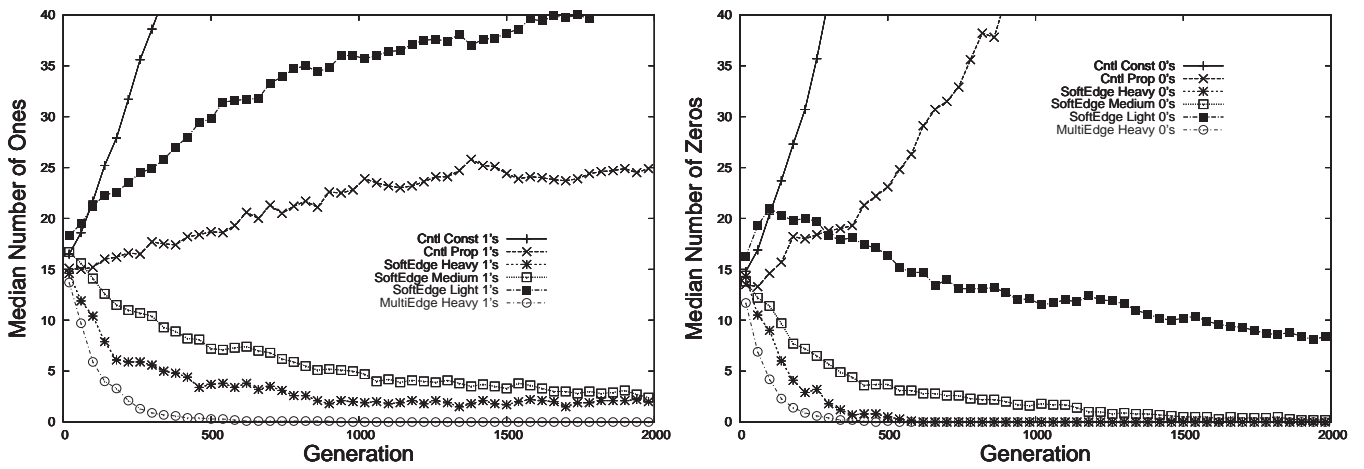 Median Number of Ones
40
35
30
25
20
15
10
5
0
0
500
1000
1500
2000
Generation
Cntl Const 1's
Cntl Prop 1's
SoftEdge Heavy 1's
SoftEdge Medium 1's
SoftEdge Light 1's
MultiEdge Heavy 1's
Median Number of Zeros
40
35
30
25
20
15
10
5
0
0
500
1000
1500
2000
Generation
Cntl Const 0's
Cntl Prop 0's
SoftEdge Heavy 0's
SoftEdge Medium 0's
SoftEdge Light 0's
MultiEdge Heavy 0's